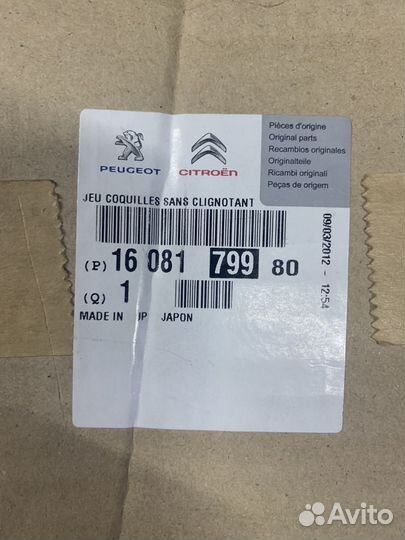 PEUGEOT
CITROËN
Pièces d'origine
Original parts
Recambios originales
Originalteile
Ricambi originali
Peças de origem
JEU COQUILLES SANS CLIGNOTANT
(P) 16 081 799 80
(Q) 1
MADE IN JP JAPON
09/03/2012 - 12:54
Avito